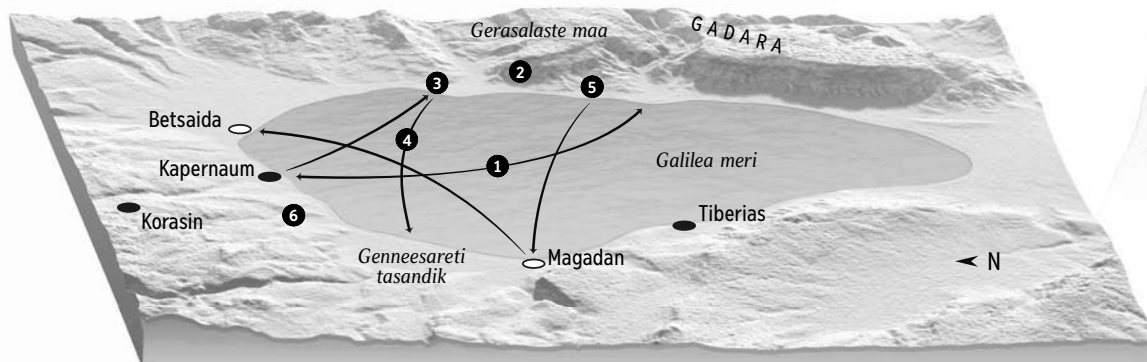 GADARA
Gerasalaste maa
2
3
5
Betsaida
4
Galilea meri
1
Kapernaum
Korasin
6
Tiberias
Genneesareti
tasandik
Magadan
N